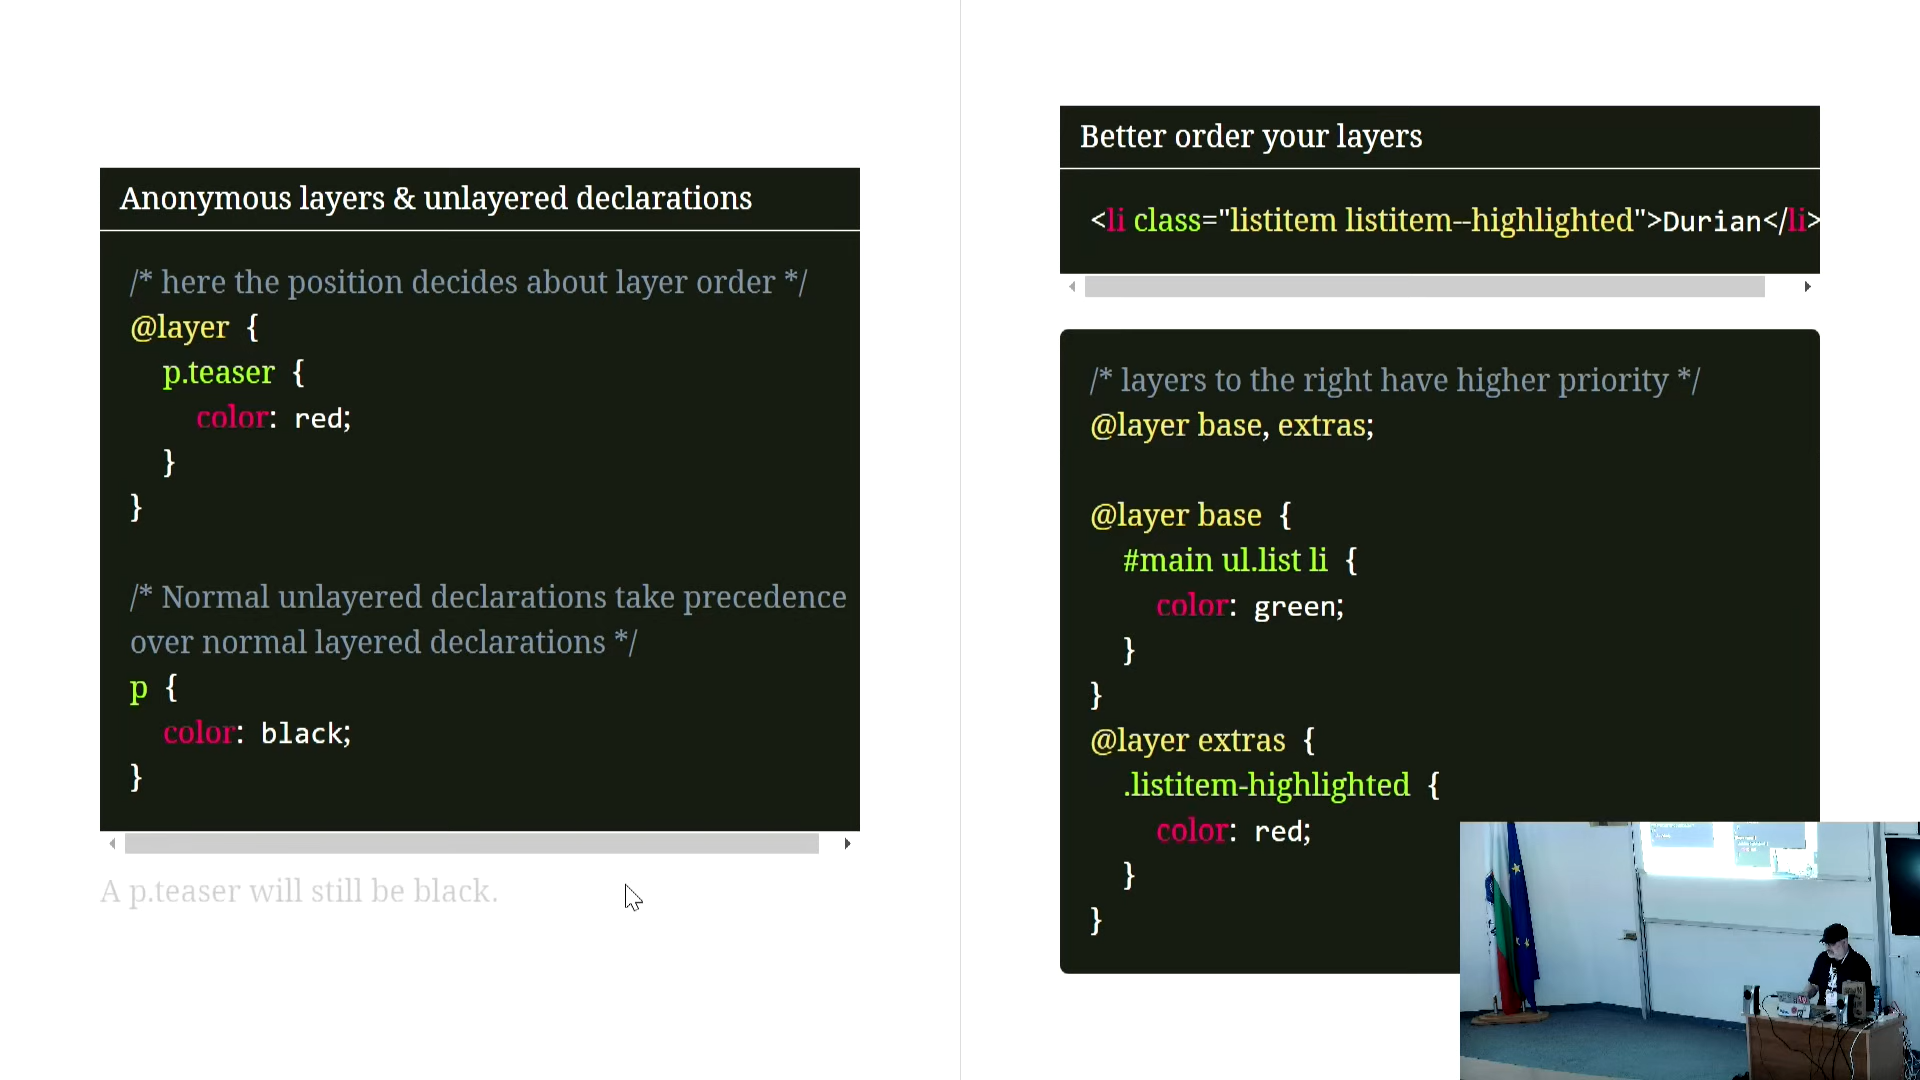 Anonymous layers & unlayered declarations
/* here the position decides about layer order */
@layer {
p.teaser {
color: red;
}
}
/* Normal unlayered declarations take precedence
over normal layered declarations */
p {
color: black;
}
A p.teaser will still be black.
Better order your layers
<li class="listitem listitem--highlighted">Durian</li>
/* layers to the right have higher priority */
@layer base, extras;
@layer base {
#main ul.list li {
color: green;
}
}
@layer extras {
.listitem-highlighted {
color: red;
}
}